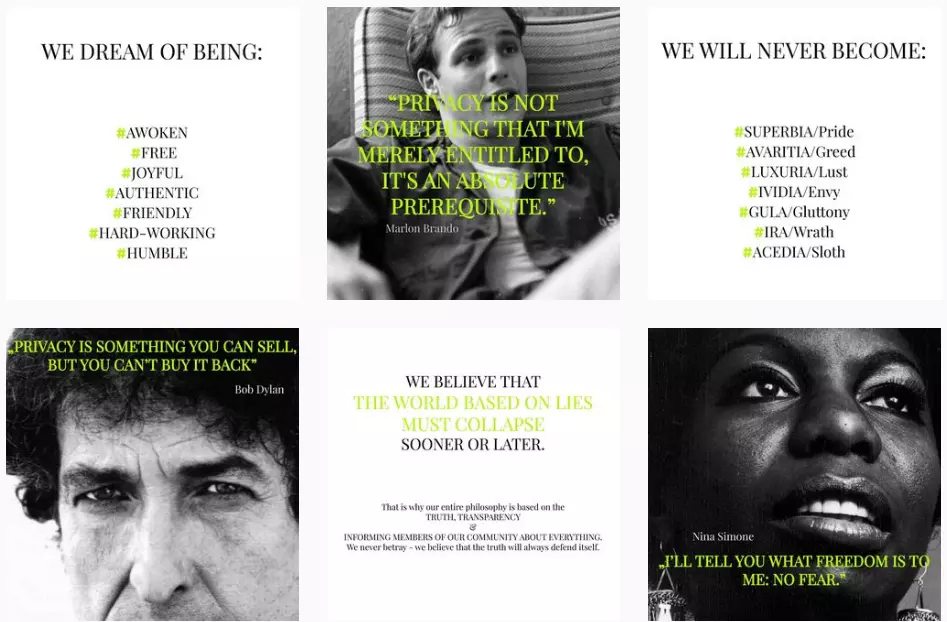 WE DREAM OF BEING:
#AWOKEN
#FREE
#JOYFUL
#AUTHENTIC
#FRIENDLY
#HARD-WORKING
#HUMBLE
“PRIVACY IS NOT
SOMETHING THAT I'M
MERELY ENTITLED TO,
IT'S AN ABSOLUTE
PREREQUISITE.”
Marlon Brando
WE WILL NEVER BECOME:
#SUPERBIA/Pride
#AVARITIA/Greed
#LUXURIA/Lust
#IVIDIA/Envy
#GULA/Gluttony
#IRA/Wrath
#ACEDIA/Sloth
„PRIVACY IS SOMETHING YOU CAN SELL,
BUT YOU CAN’T BUY IT BACK”
Bob Dylan
WE BELIEVE THAT
THE WORLD BASED ON LIES
MUST COLLAPSE
SOONER OR LATER.
That is why our entire philosophy is based on the
TRUTH, TRANSPARENCY
&
INFORMING MEMBERS OF OUR COMMUNITY ABOUT EVERYTHING.
We never betray – we believe that the truth will always defend itself.
Nina Simone
„I’LL TELL YOU WHAT FREEDOM IS TO
ME: NO FEAR.”